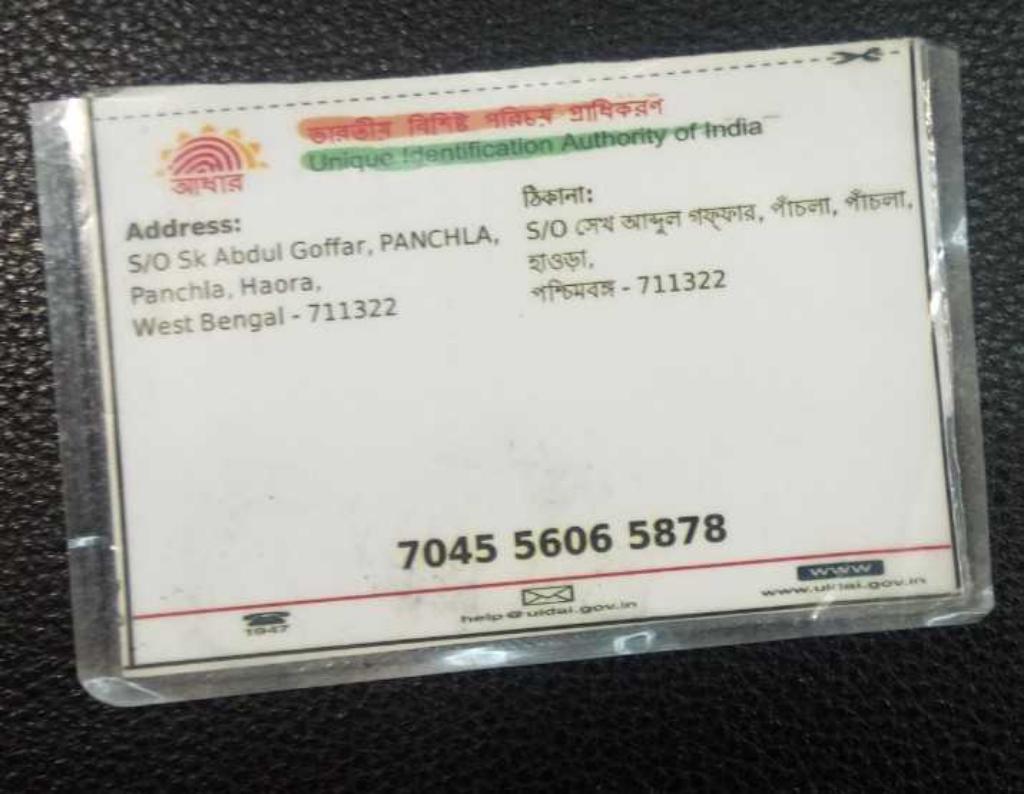 ভারতীয় বিশিষ্ট পরিচয় প্রাধিকরণ
Unique Identification Authority of India
আধার
Address:
S/O Sk Abdul Goffar, PANCHLA,
Panchla, Haora,
West Bengal - 711322
ঠিকানা:
S/O সেখ আব্দুল গফ্ফার, পাঁচলা, পাঁচলা,
হাওড়া,
পশ্চিমবঙ্গ - 711322
7045 5606 5878
1947
help@uidai.gov.in
www
www.uidai.gov.in